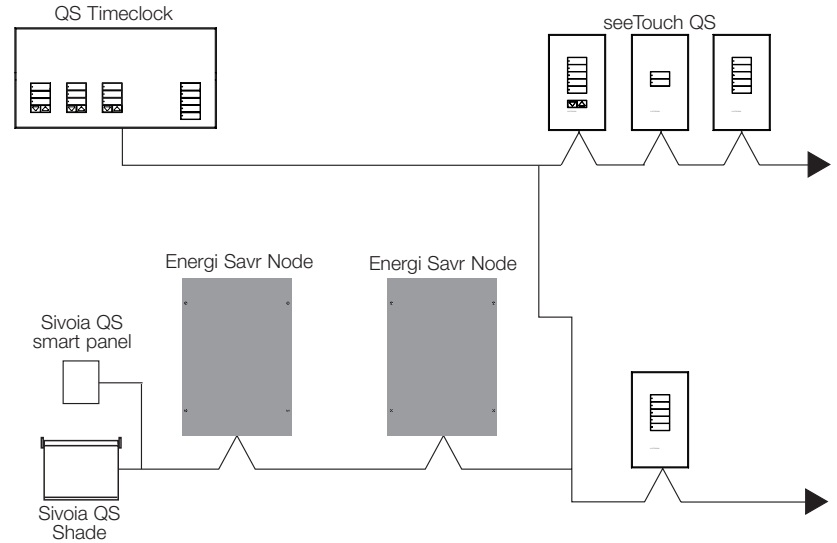 QS Timeclock
seeTouch QS
Energi Savr Node
Energi Savr Node
Sivoia QS
smart panel
Sivoia QS
Shade